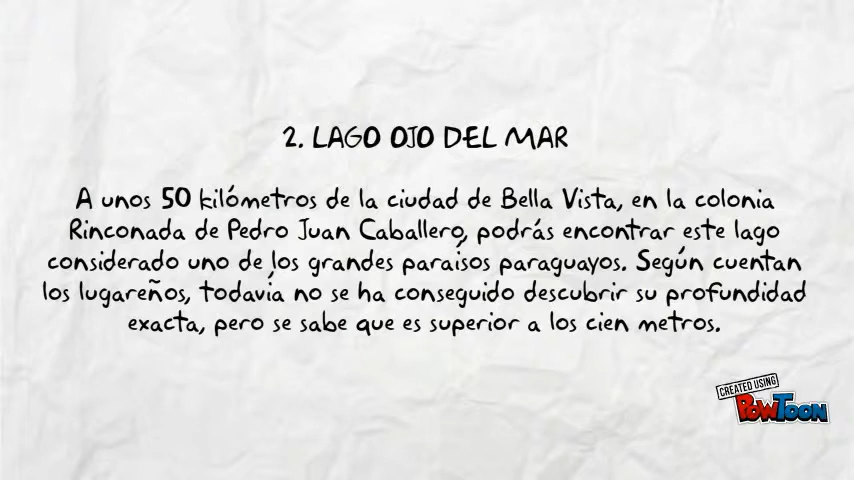 2. LAGO OJO DEL MAR
A unos 50 kilómetros de la ciudad de Bella Vista, en la colonia
Rinconada de Pedro Juan Caballero, podrás encontrar este lago
considerado uno de los grandes paraísos paraguayos. Según cuentan
los lugareños, todavía no se ha conseguido descubrir su profundidad
exacta, pero se sabe que es superior a los cien metros.
CREATED USING
POWTOON